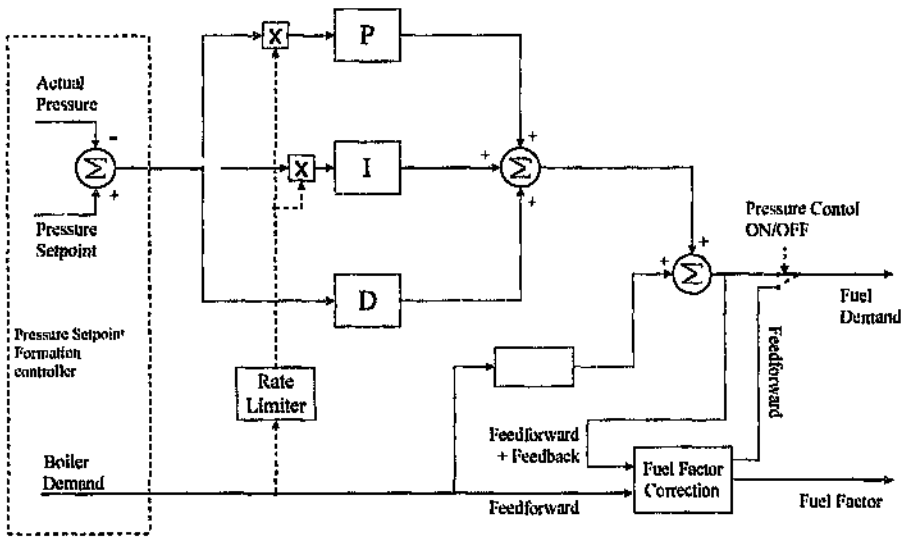 X
P
Actual
Pressure
-
Σ
+
X
I
+
+
Σ
+
Pressure
Setpoint
Pressure Contol
ON/OFF
+
+
Σ
D
Fuel
Demand
Pressure Setpoint
Formation
controller
Rate
Limiter
Feedforward
Feedforward
+ Feedback
Boiler
Demand
Fuel Factor
Correction
Feedforward
Fuel Factor